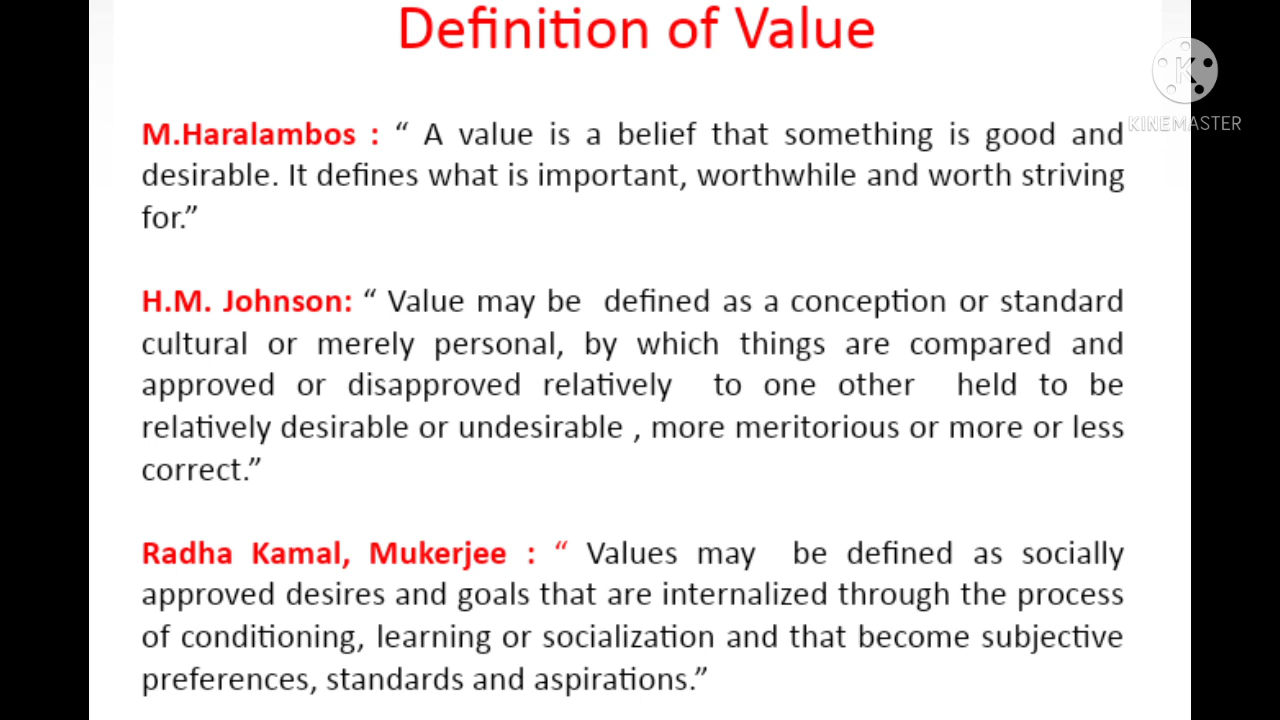 Definition of Value
K
KINEMASTER
M.Haralambos : “ A value is a belief that something is good and
desirable. It defines what is important, worthwhile and worth striving
for.”
H.M. Johnson: “ Value may be defined as a conception or standard
cultural or merely personal, by which things are compared and
approved or disapproved relatively to one other held to be
relatively desirable or undesirable , more meritorious or more or less
correct.”
Radha Kamal, Mukerjee : “ Values may be defined as socially
approved desires and goals that are internalized through the process
of conditioning, learning or socialization and that become subjective
preferences, standards and aspirations.”